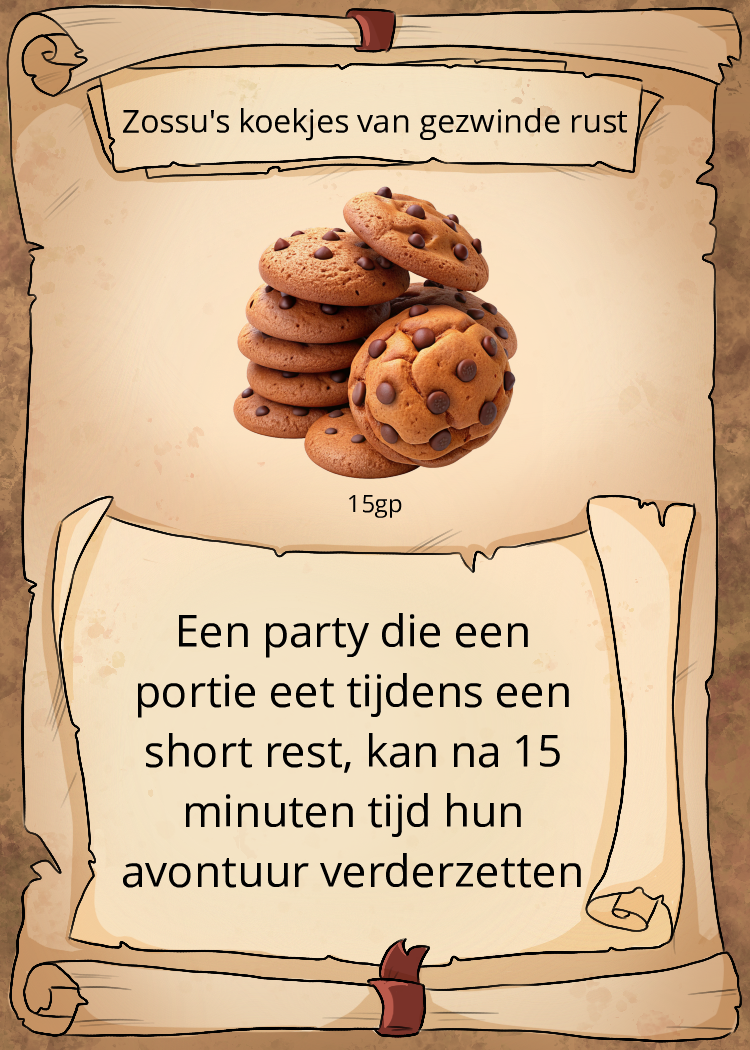 Zossu's koekjes van gezwinde rust
15gp
Een party die een
portie eet tijdens een
short rest, kan na 15
minuten tijd hun
avontuur verderzetten